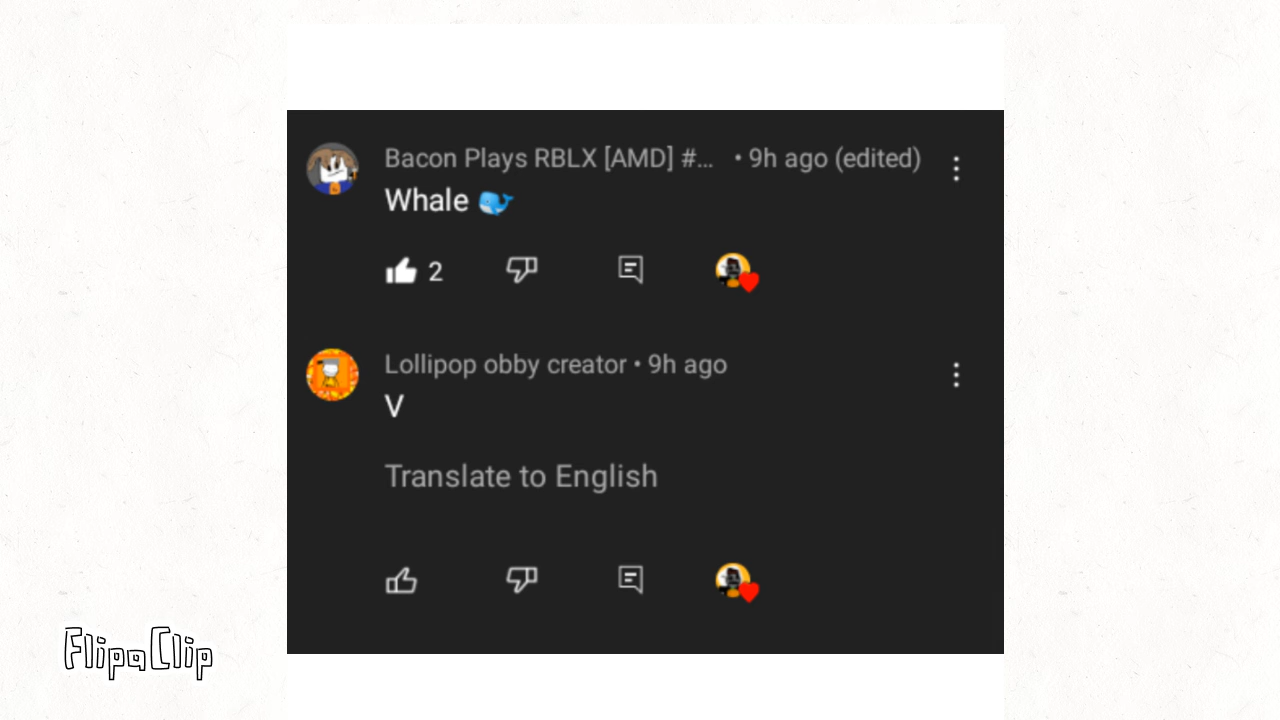 Bacon Plays RBLX [AMD] #... • 9h ago (edited)
Whale 🐳
2
Lollipop obby creator • 9h ago
V
Translate to English
FlipaClip